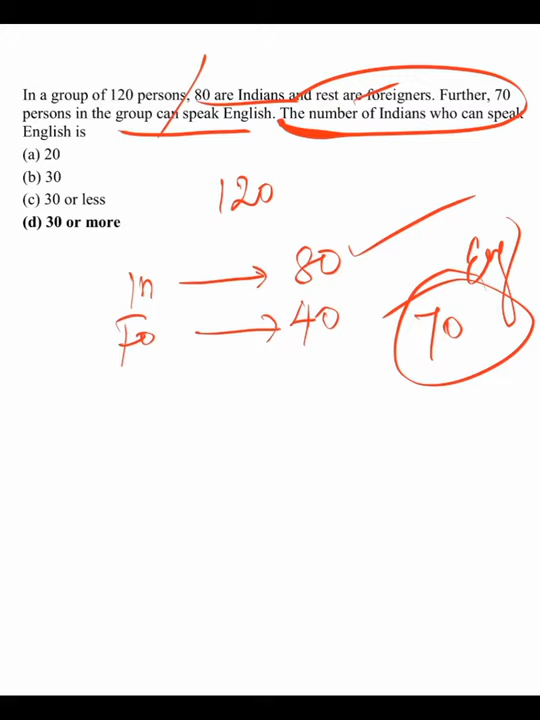 In a group of 120 persons, 80 are Indians and rest are foreigners. Further, 70
persons in the group can speak English. The number of Indians who can speak
English is
(a) 20
(b) 30
(c) 30 or less
(d) 30 or more
120
In → 80
Fo → 40
Eng
70